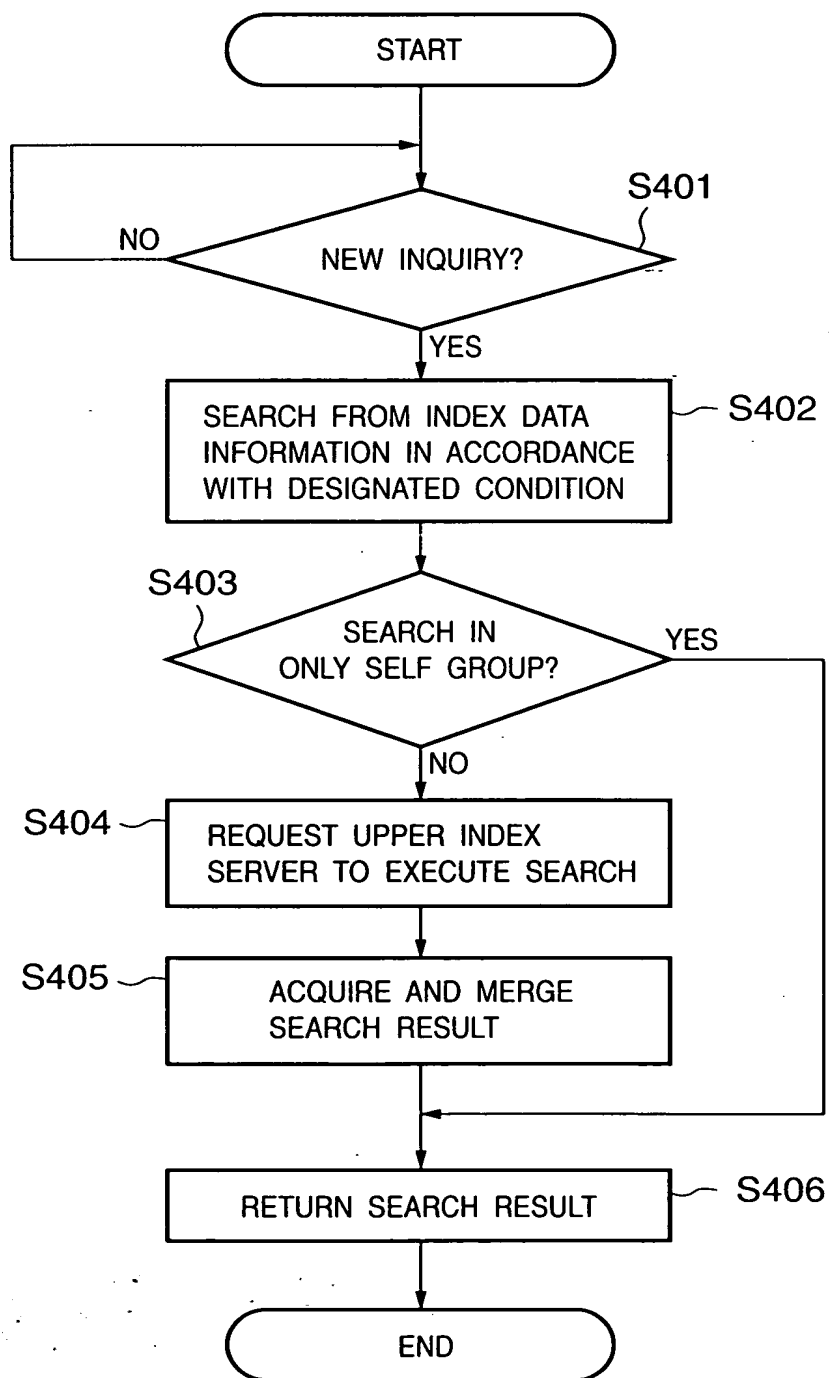 START
S401
NO
NEW INQUIRY?
YES
SEARCH FROM INDEX DATA
INFORMATION IN ACCORDANCE
WITH DESIGNATED CONDITION
S402
S403
SEARCH IN
ONLY SELF GROUP?
YES
NO
S404
REQUEST UPPER INDEX
SERVER TO EXECUTE SEARCH
S405
ACQUIRE AND MERGE
SEARCH RESULT
RETURN SEARCH RESULT
S406
END